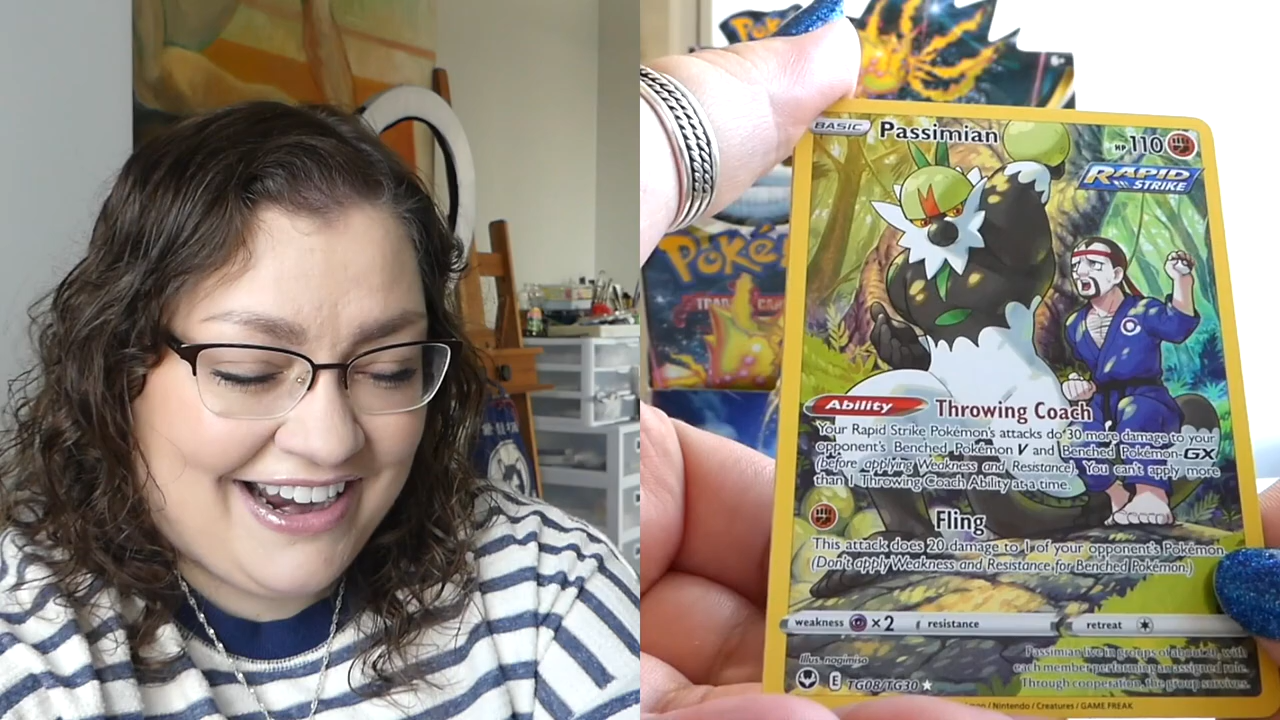 Poké
BASIC Passimian HP 110
RAPID
STRIKE
Poké
TRAD
Ability Throwing Coach
Your Rapid Strike Pokémon's attacks do 30 more damage to your
opponent's Benched Pokémon V and Benched Pokémon-GX
(before applying Weakness and Resistance). You can't apply more
than 1 Throwing Coach Ability at a time.
Fling
This attack does 20 damage to 1 of your opponent's Pokémon.
(Don't apply Weakness and Resistance for Benched Pokémon.)
weakness ×2 resistance retreat
Illus. nagimiso
E TG08/TG30
Passimian live in groups of about 20, with
each member performing an assigned role.
Through cooperation, the group survives.
/ Nintendo / Creatures / GAME FREAK